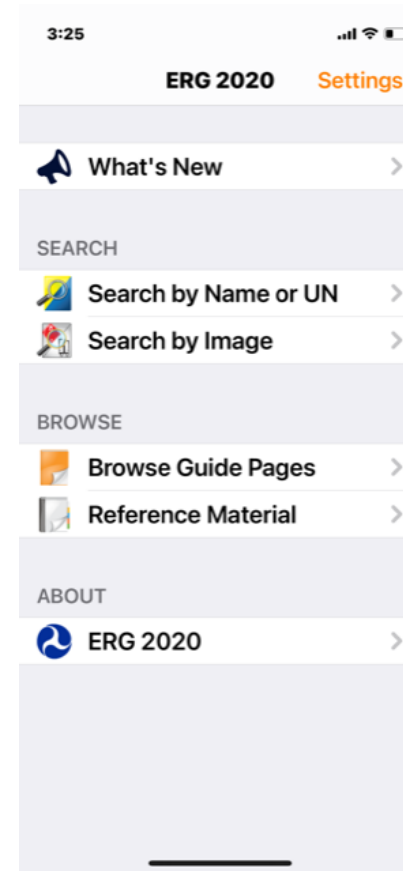 3:25
ERG 2020
Settings
What's New
SEARCH
Search by Name or UN
Search by Image
BROWSE
Browse Guide Pages
Reference Material
ABOUT
ERG 2020